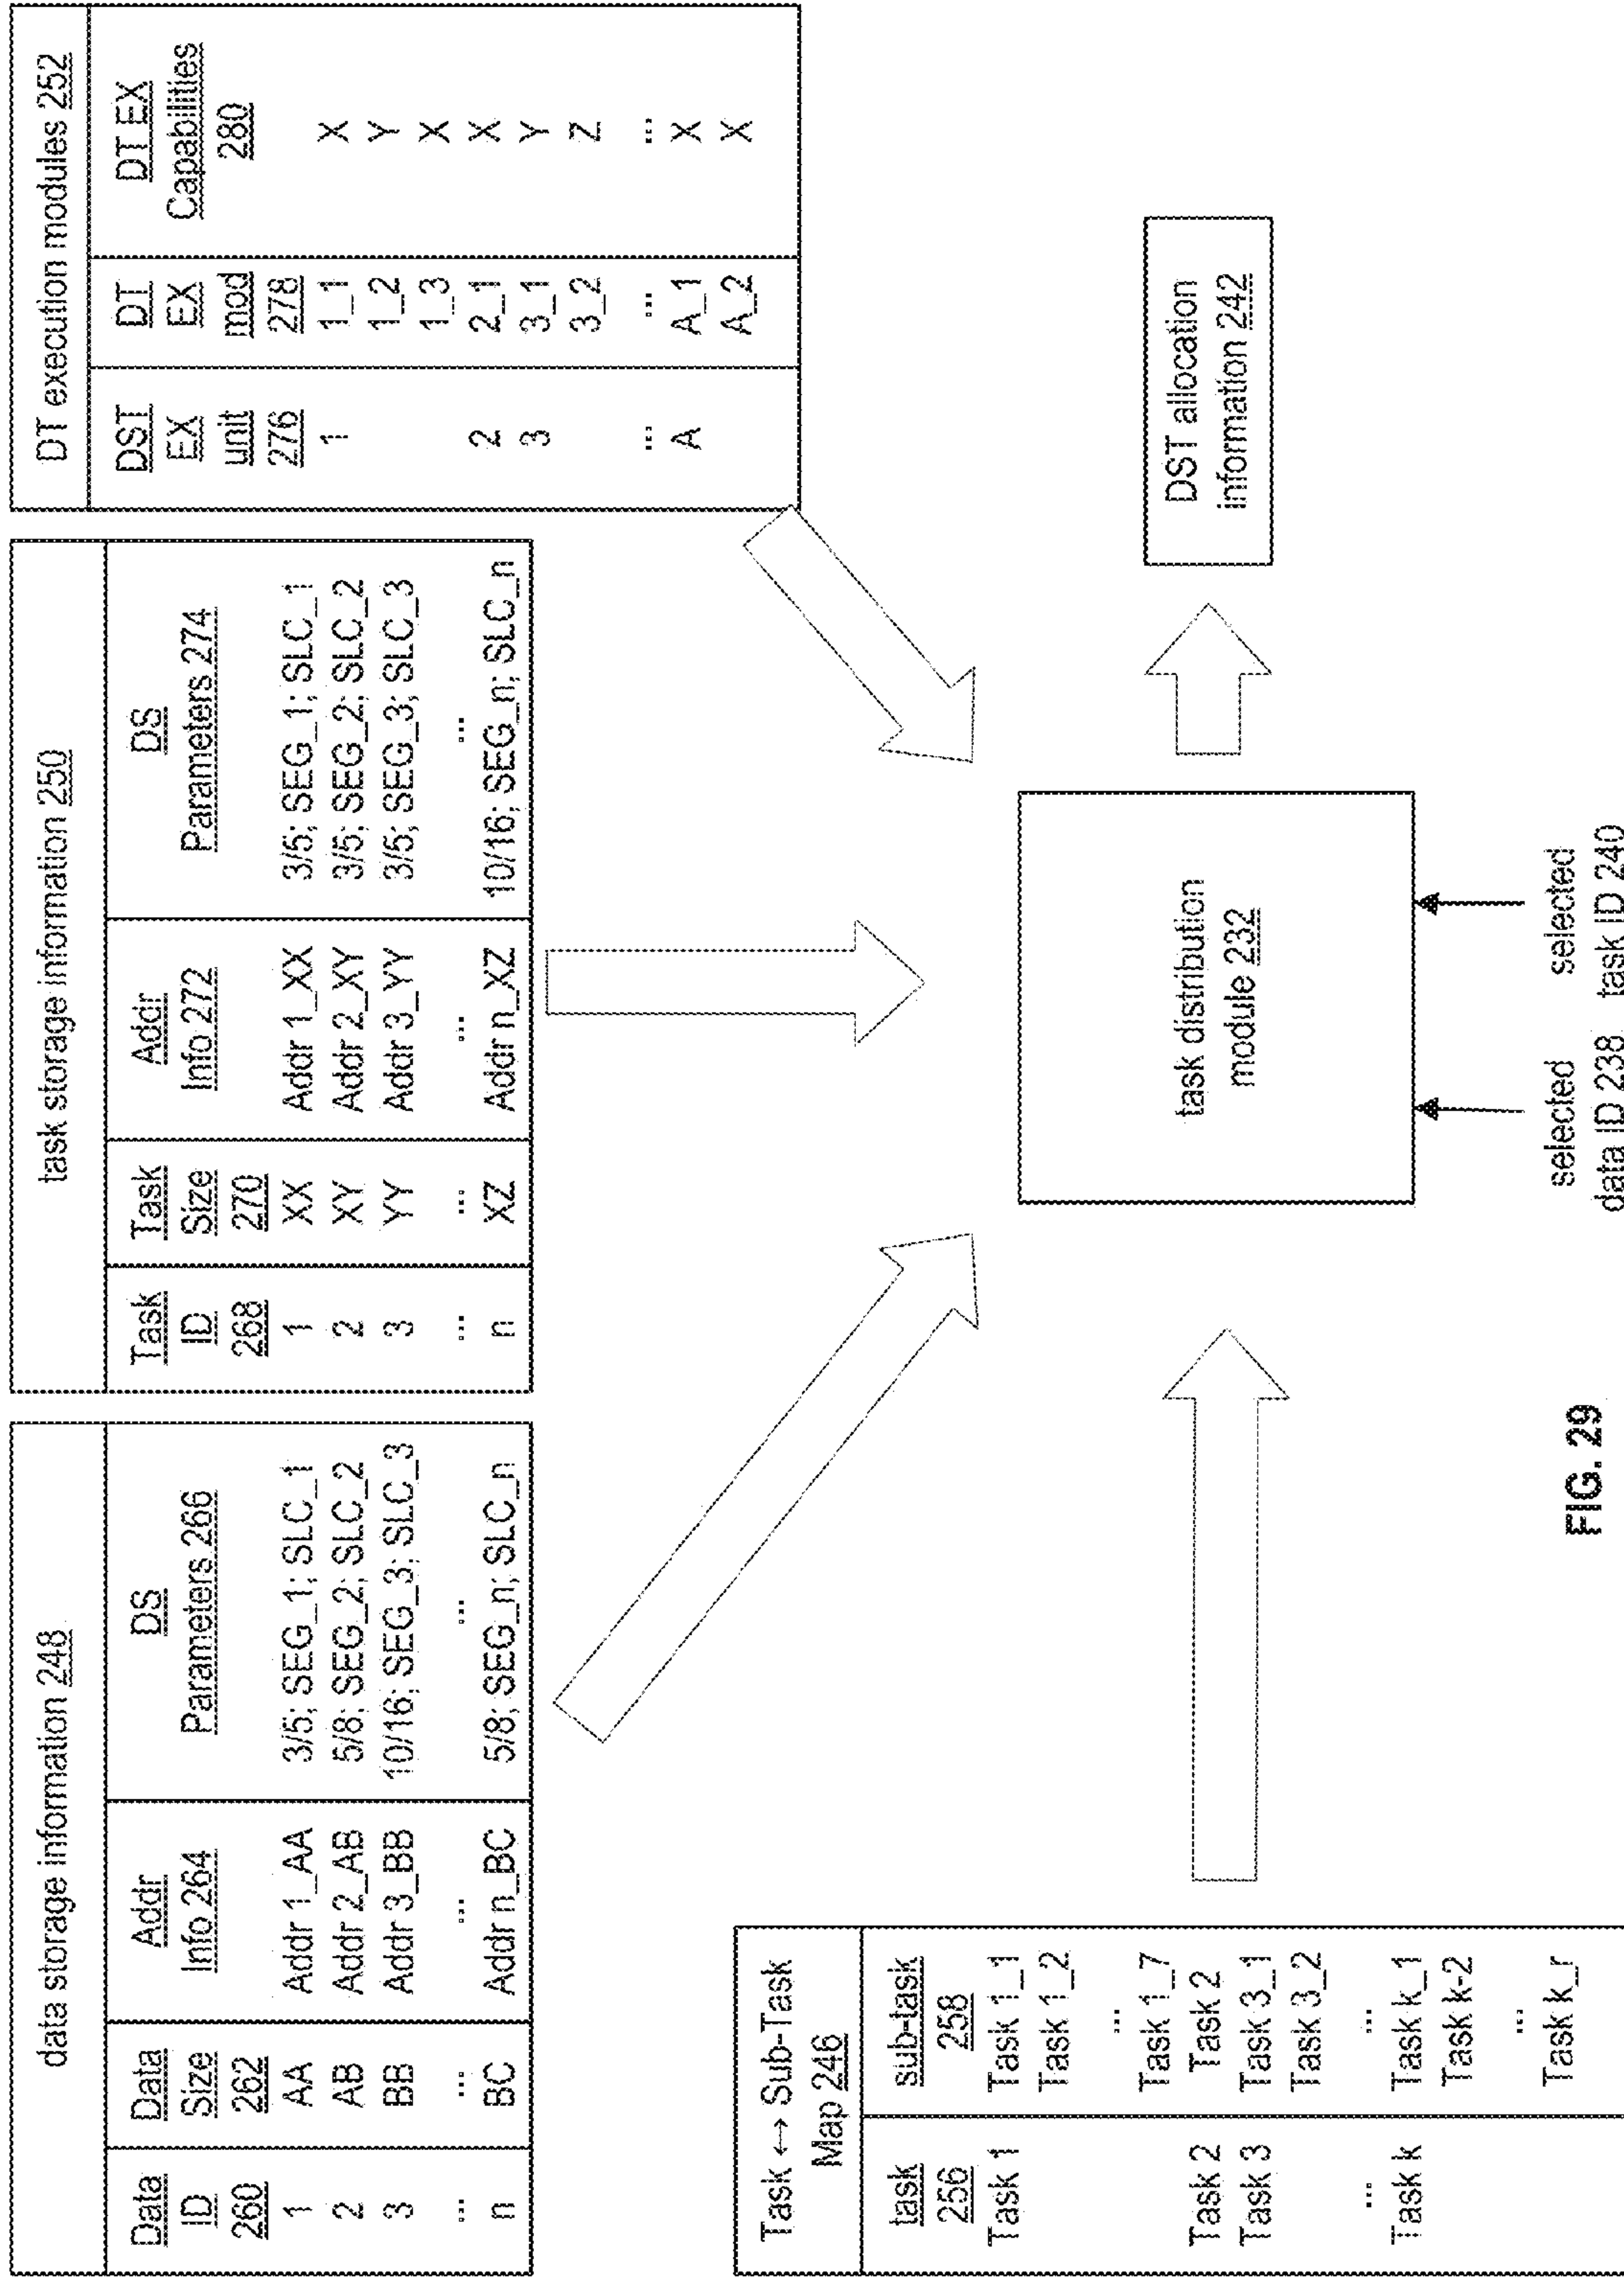 data storage information 248
Data ID 260 Data Size 262 Addr Info 264 DS Parameters 266
1 AA Addr 1_AA 3/5; SEG_1; SLC_1
2 AB Addr 2_AB 5/8; SEG_2; SLC_2
3 BB Addr 3_BB 10/16; SEG_3; SLC_3
... ... ... ...
n BC Addr n_BC 5/8; SEG_n; SLC_n
task storage information 250
Task ID 268 Task Size 270 Addr Info 272 DS Parameters 274
1 XX Addr 1_XX 3/5; SEG_1; SLC_1
2 XY Addr 2_XY 3/5; SEG_2; SLC_2
3 YY Addr 3_YY 3/5; SEG_3; SLC_3
... ... ... ...
n XZ Addr n_XZ 10/16; SEG_n; SLC_n
DT execution modules 252
DST EX unit 276 DT EX mod 278 DT EX Capabilities 280
1 1_1 X
1_2 Y
1_3 X
2 2_1 X
3 3_1 Y
3_2 Z
... ... ...
A A_1 X
A_2 X
Task ↔ Sub-Task
Map 246
task 256 sub-task 258
Task 1 Task 1_1
Task 1_2
...
Task 1_7
Task 2 Task 2
Task 3 Task 3_1
Task 3_2
... ...
Task k Task k_1
Task k-2
...
Task k_r
task distribution
module 232
DST allocation
information 242
selected
data ID 238
selected
task ID 240
FIG. 29